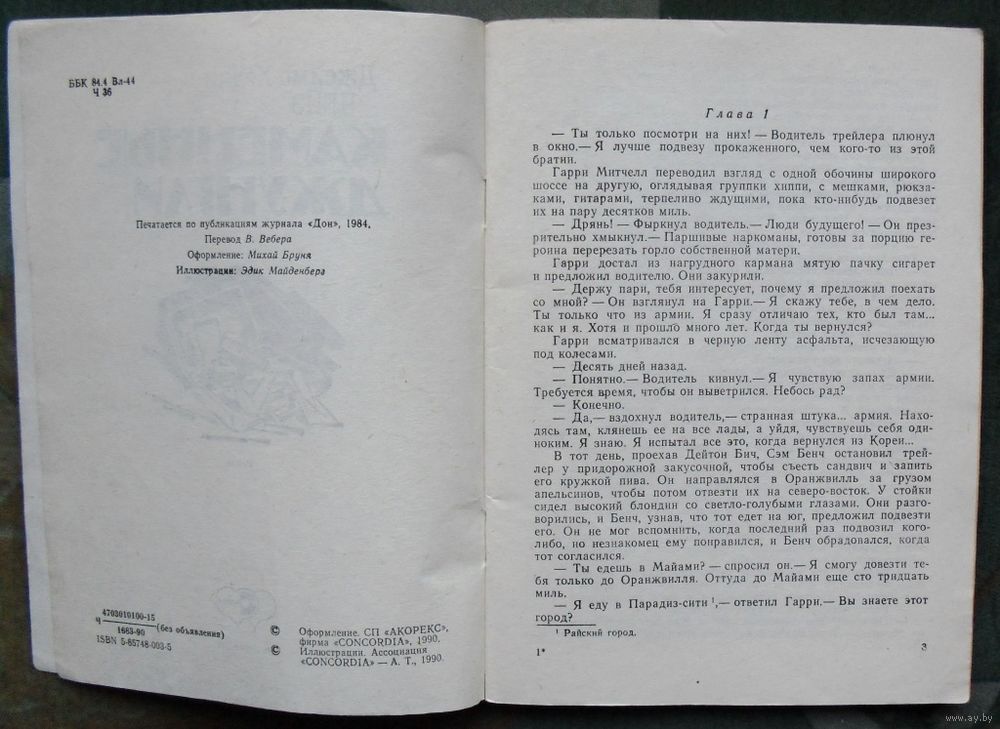 ББК 84.4 Вл-44
Ч 36
Печатается по публикациям журнала «Дон», 1984.
Перевод В. Вебера
Оформление: Михай Бруня
Иллюстрации: Эдик Майденберг
4703010100-15
Ч
1683-90
(без объявления)
ISBN 5-85748-003-5
© Оформление. СП «АКОРЕКС»,
фирма «CONCORDIA», 1990.
© Иллюстрации. Ассоциация
«CONCORDIA» — А. Т., 1990.
Глава 1
— Ты только посмотри на них! — Водитель трейлера плюнул
в окно.— Я лучше подвезу прокаженного, чем кого-то из этой
братии.
Гарри Митчелл переводил взгляд с одной обочины широкого
шоссе на другую, оглядывая группки хиппи, с мешками, рюкза-
ками, гитарами, терпеливо ждущими, пока кто-нибудь подвезет
их на пару десятков миль.
— Дрянь! — Фыркнул водитель.— Люди будущего! — Он през-
рительно хмыкнул.— Паршивые наркоманы, готовы за порцию ге-
роина перерезать горло собственной матери.
Гарри достал из нагрудного кармана мятую пачку сигарет
и предложил водителю. Они закурили.
— Держу пари, тебя интересует, почему я предложил поехать
со мной? — Он взглянул на Гарри.— Я скажу тебе, в чем дело.
Ты только что из армии. Я сразу отличаю тех, кто был там...
как и я. Хотя и прошло много лет. Когда ты вернулся?
Гарри всматривался в черную ленту асфальта, исчезающую
под колесами.
— Десять дней назад.
— Понятно.— Водитель кивнул.— Я чувствую запах армии.
Требуется время, чтобы он выветрился. Небось рад?
— Конечно.
— Да,— вздохнул водитель,— странная штука... армия. Нахо-
дясь там, клянешь ее на все лады, а уйдя, чувствуешь себя оди-
ноким. Я знаю. Я испытал все это, когда вернулся из Кореи...
В тот день, проехав Дейтон Бич, Сэм Бенч остановил трей-
лер у придорожной закусочной, чтобы съесть сандвич и запить
его кружкой пива. Он направлялся в Оранжвилль за грузом
апельсинов, чтобы потом отвезти их на северо-восток. У стойки
сидел высокий блондин со светло-голубыми глазами. Они разго-
ворились, и Бенч, узнав, что тот едет на юг, предложил подвезти
его. Он не мог вспомнить, когда последний раз подвозил кого-
либо, но незнакомец ему понравился, и Бенч обрадовался, когда
тот согласился.
— Ты едешь в Майами? — спросил он.— Я смогу довезти те-
бя только до Оранжвилля. Оттуда до Майами еще сто тридцать
миль.
— Я еду в Парадиз-сити ¹,— ответил Гарри.— Вы знаете этот
город?
¹ Райский город.
1*
3
www.ay.by